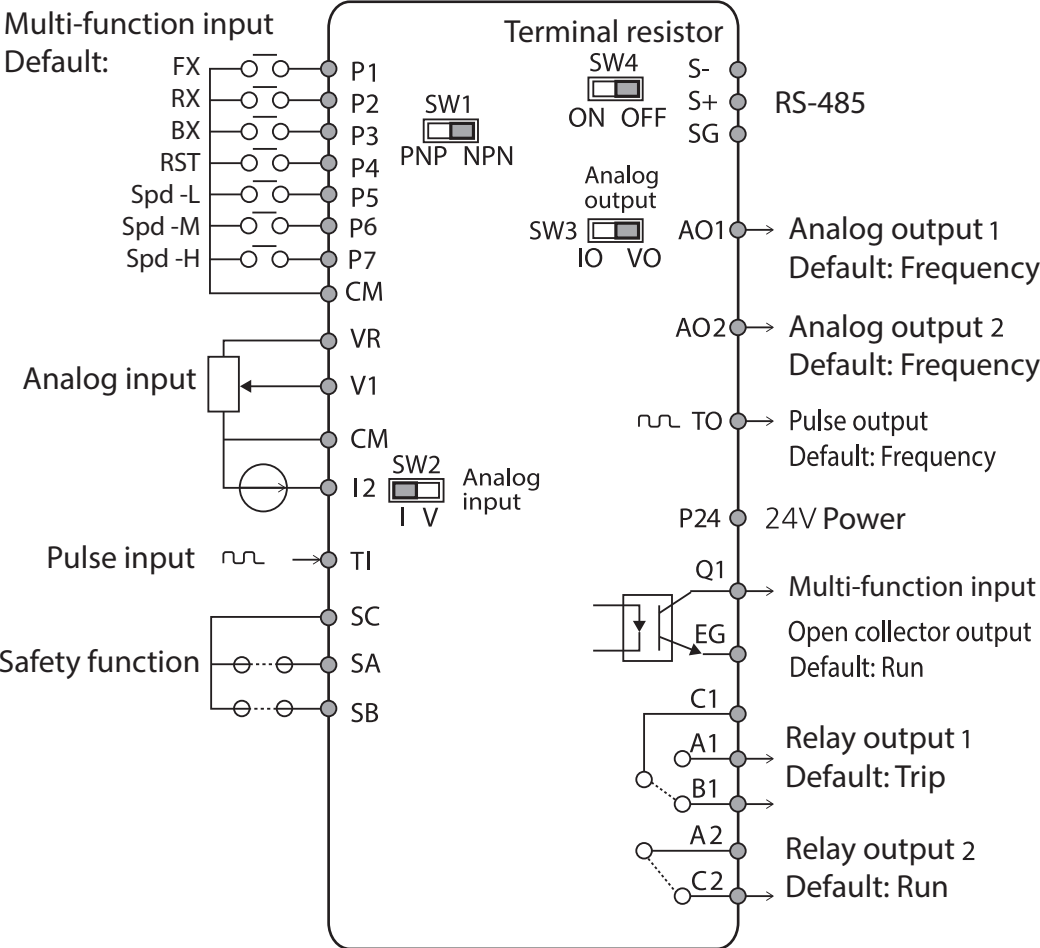 Multi-function input
Default:
FX
P1
RX
P2
BX
P3
RST
P4
Spd -L
P5
Spd -M
P6
Spd -H
P7
CM
SW1
PNP NPN
Terminal resistor
SW4
ON OFF
S-
S+
SG
RS-485
Analog
output
SW3
IO VO
AO1
Analog output 1
Default: Frequency
AO2
Analog output 2
Default: Frequency
TO
Pulse output
Default: Frequency
VR
Analog input
V1
CM
I2
SW2
I V
Analog
input
P24
24V Power
Pulse input
TI
Q1
Multi-function input
EG
Open collector output
Default: Run
SC
Safety function
SA
SB
C1
A1
Relay output 1
Default: Trip
B1
A2
Relay output 2
Default: Run
C2